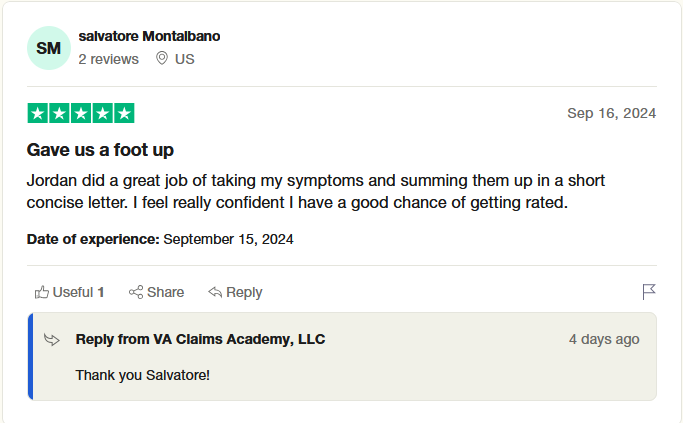 SM
salvatore Montalbano
2 reviews US
Sep 16, 2024
Gave us a foot up
Jordan did a great job of taking my symptoms and summing them up in a short
concise letter. I feel really confident I have a good chance of getting rated.
Date of experience: September 15, 2024
Useful 1 Share Reply
Reply from VA Claims Academy, LLC 4 days ago
Thank you Salvatore!